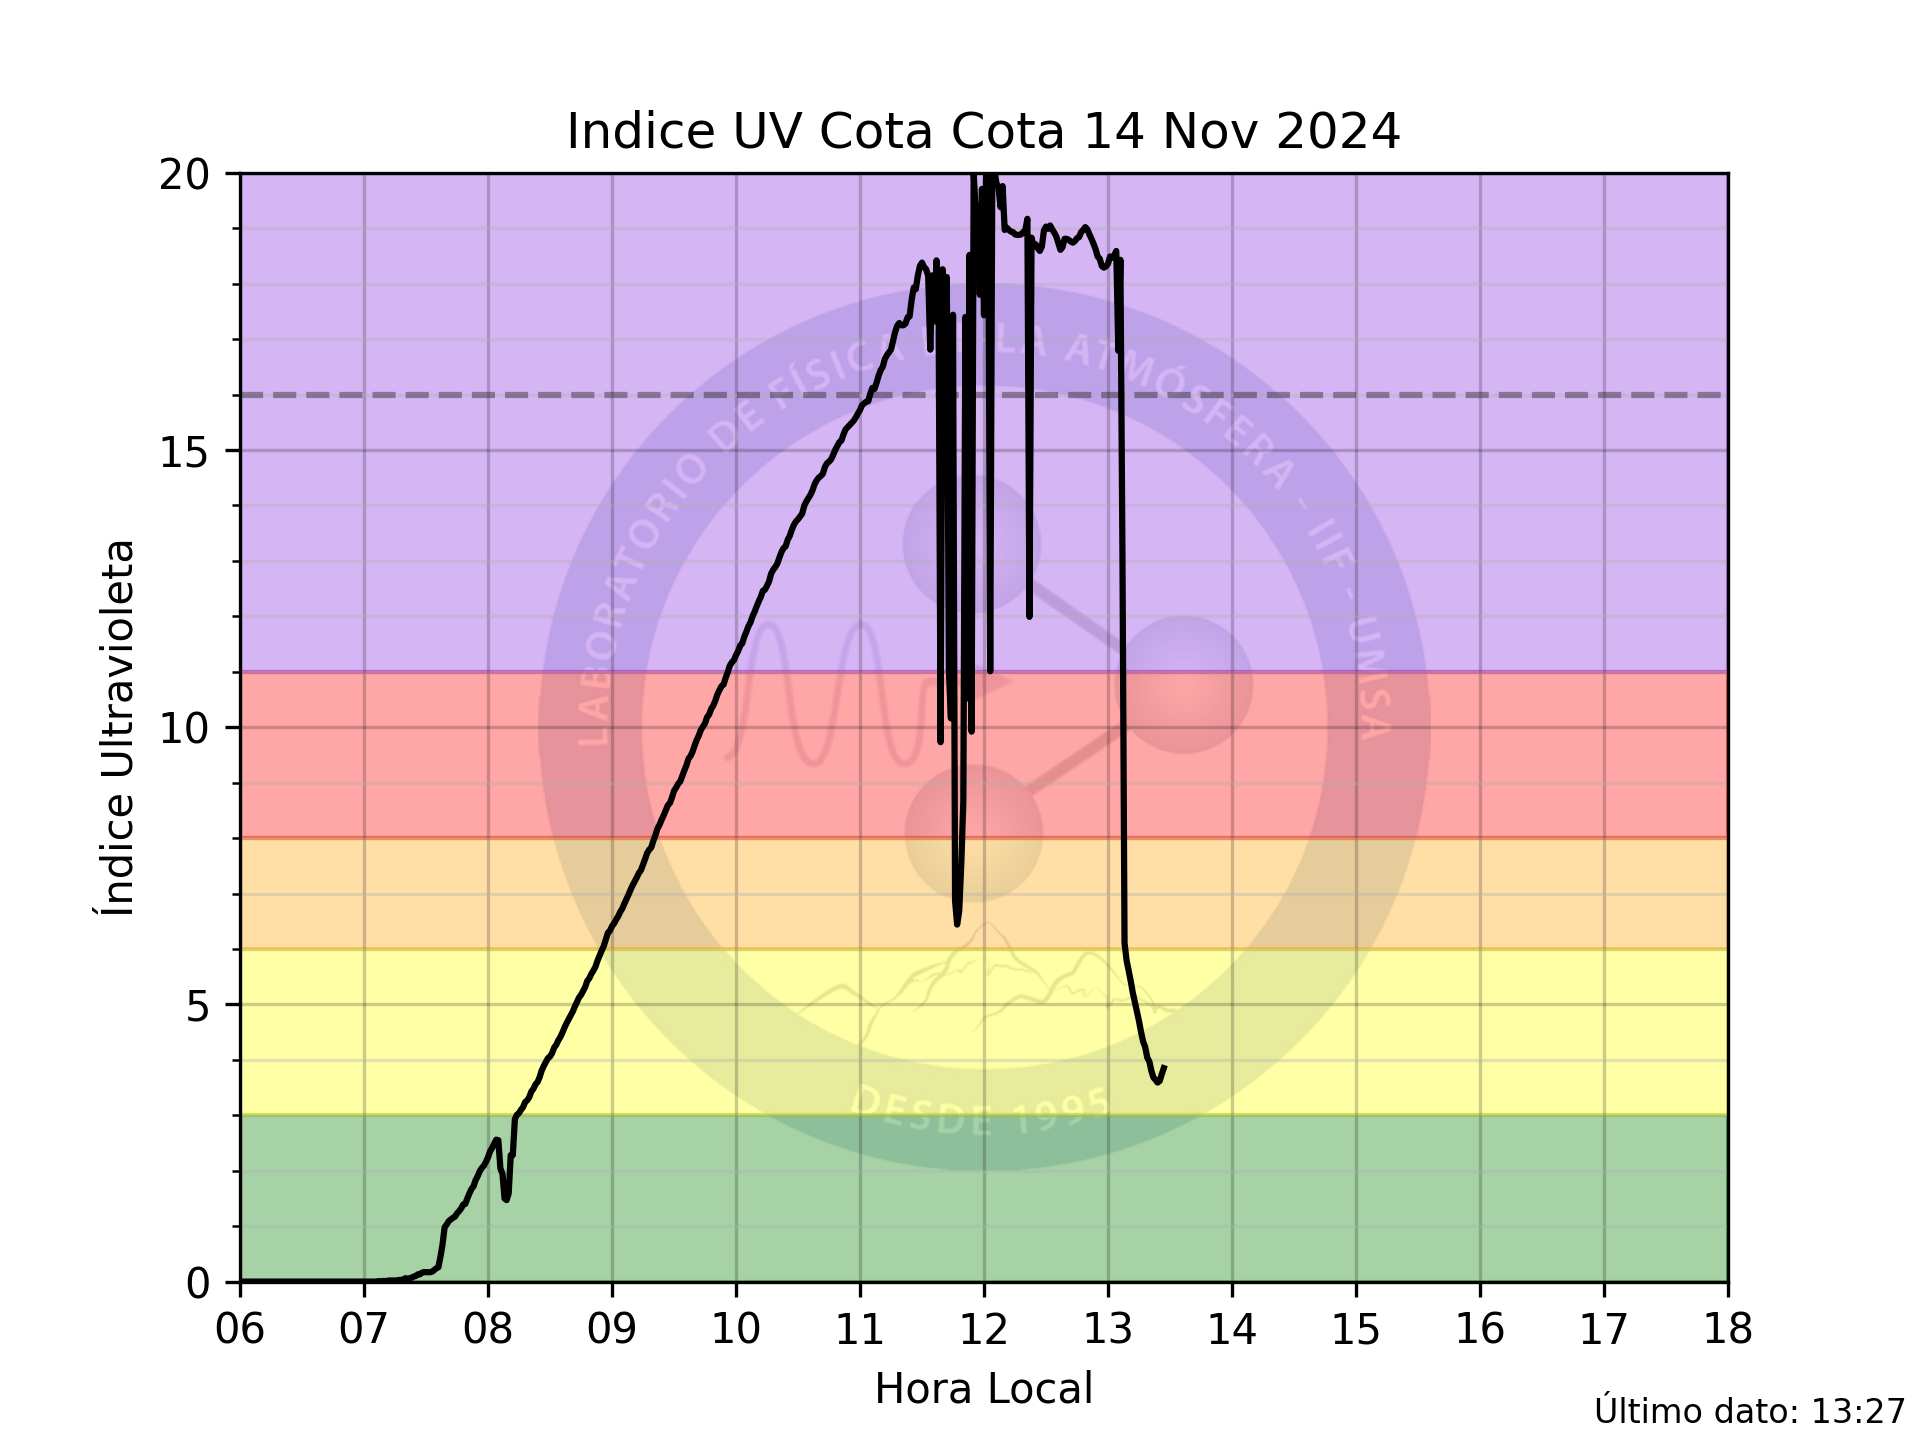 Indice UV Cota Cota 14 Nov 2024
20
15
10
5
0
Índice Ultravioleta
LABORATORIO DE FÍSICA DE LA ATMÓSFERA - IIF - UMSA
DESDE 1995
06 07 08 09 10 11 12 13 14 15 16 17 18
Hora Local
Último dato: 13:27